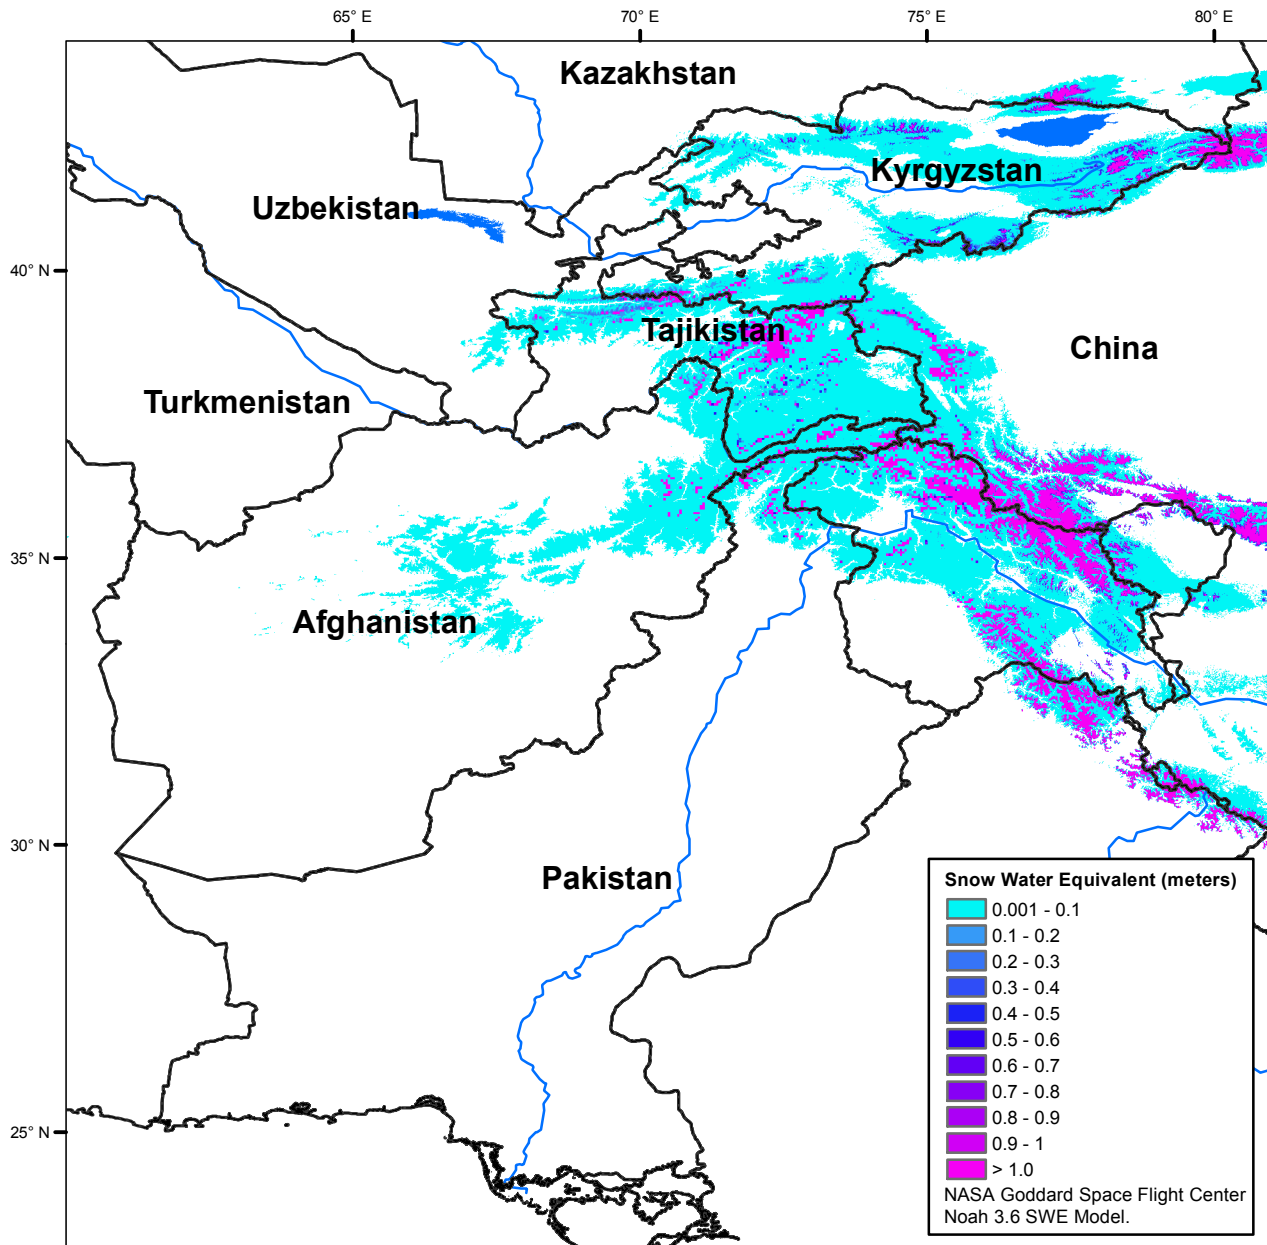 65° E
70° E
75° E
80° E
Kazakhstan
Kyrgyzstan
Uzbekistan
40° N
Tajikistan
China
Turkmenistan
35° N
Afghanistan
30° N
Pakistan
25° N
Snow Water Equivalent (meters)
0.001 - 0.1
0.1 - 0.2
0.2 - 0.3
0.3 - 0.4
0.4 - 0.5
0.5 - 0.6
0.6 - 0.7
0.7 - 0.8
0.8 - 0.9
0.9 - 1
> 1.0
NASA Goddard Space Flight Center
Noah 3.6 SWE Model.